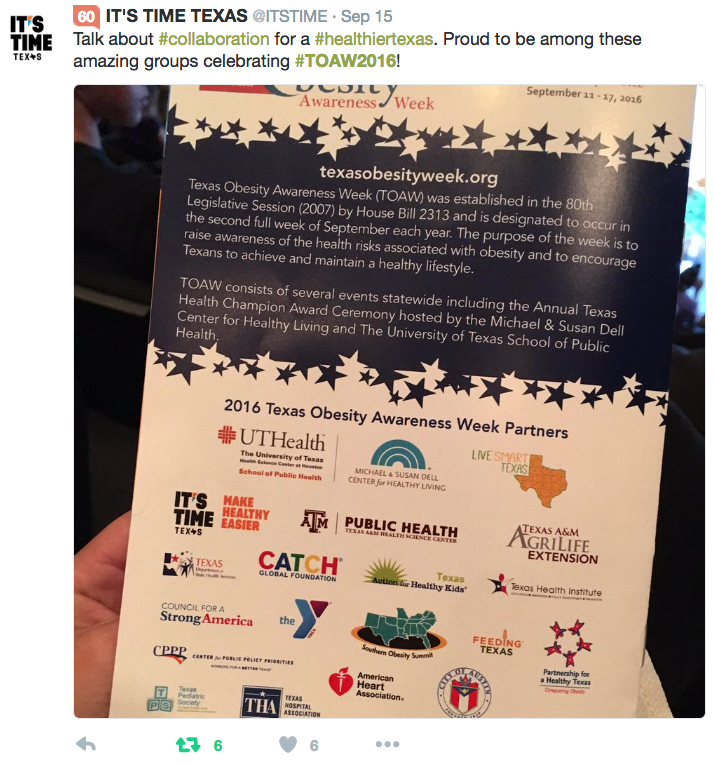 60 IT'S TIME TEXAS @ITSTIME · Sep 15
Talk about #collaboration for a #healthiertexas. Proud to be among these
amazing groups celebrating #TOAW2016!
IT'S
TIME
TEXAS
Obesity
Awareness Week
September 11 - 17, 2016
texasobesityweek.org
Texas Obesity Awareness Week (TOAW) was established in the 80th
Legislative Session (2007) by House Bill 2313 and is designated to occur in
the second full week of September each year. The purpose of the week is to
raise awareness of the health risks associated with obesity and to encourage
Texans to achieve and maintain a healthy lifestyle.
TOAW consists of several events statewide including the Annual Texas
Health Champion Award Ceremony hosted by the Michael & Susan Dell
Center for Healthy Living and The University of Texas School of Public
Health.
2016 Texas Obesity Awareness Week Partners
UTHealth
The University of Texas
Health Science Center at Houston
School of Public Health
MICHAEL & SUSAN DELL
CENTER for HEALTHY LIVING
LIVE SMART
TEXAS
IT'S
TIME
TEXAS
MAKE
HEALTHY
EASIER
A&M PUBLIC HEALTH
TEXAS A&M HEALTH SCIENCE CENTER
TEXAS A&M
AGRILIFE
EXTENSION
TEXAS
Department of
State Health Services
CATCH
GLOBAL FOUNDATION
Texas
Action for Healthy Kids
Texas Health Institute
COUNCIL FOR A
Strong America
the Y
YMCA
Southern Obesity Summit
FEEDING
TEXAS
Partnership for
a Healthy Texas
Conquering Obesity
CPPP CENTER for PUBLIC POLICY PRIORITIES
WORKING FOR A BETTER TEXAS
American
Heart
Association
CITY OF AUSTIN
T
P S
Texas
Pediatric
Society
THA
TEXAS
HOSPITAL
ASSOCIATION
6
6